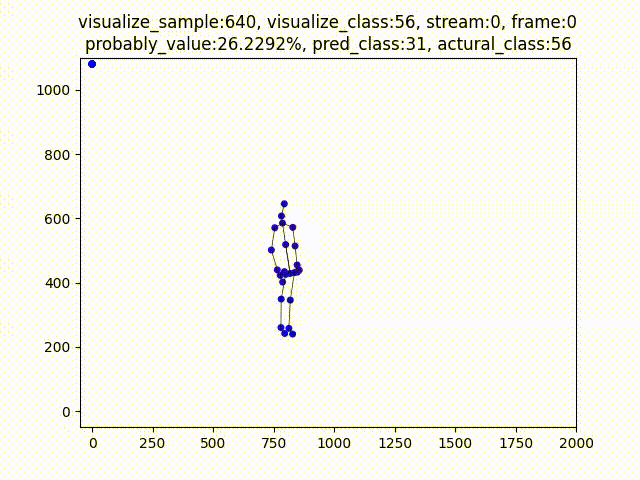 visualize_sample:640, visualize_class:56, stream:0, frame:0
probably_value:26.2292%, pred_class:31, actural_class:56
1000
800
600
400
200
0
0 250 500 750 1000 1250 1500 1750 2000